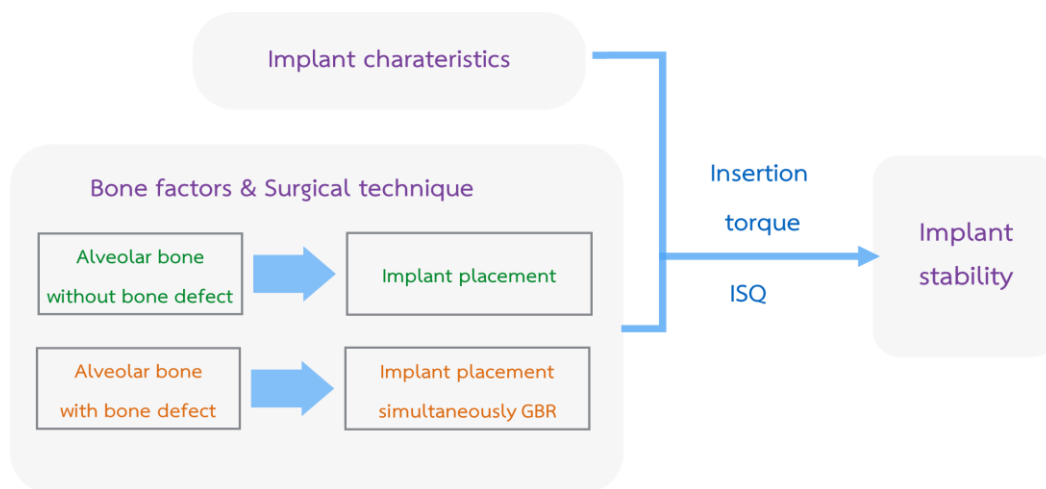 Implant charateristics
Bone factors & Surgical technique
Alveolar bone
without bone defect
Implant placement
Alveolar bone
with bone defect
Implant placement
simultaneously GBR
Insertion
torque
ISQ
Implant
stability